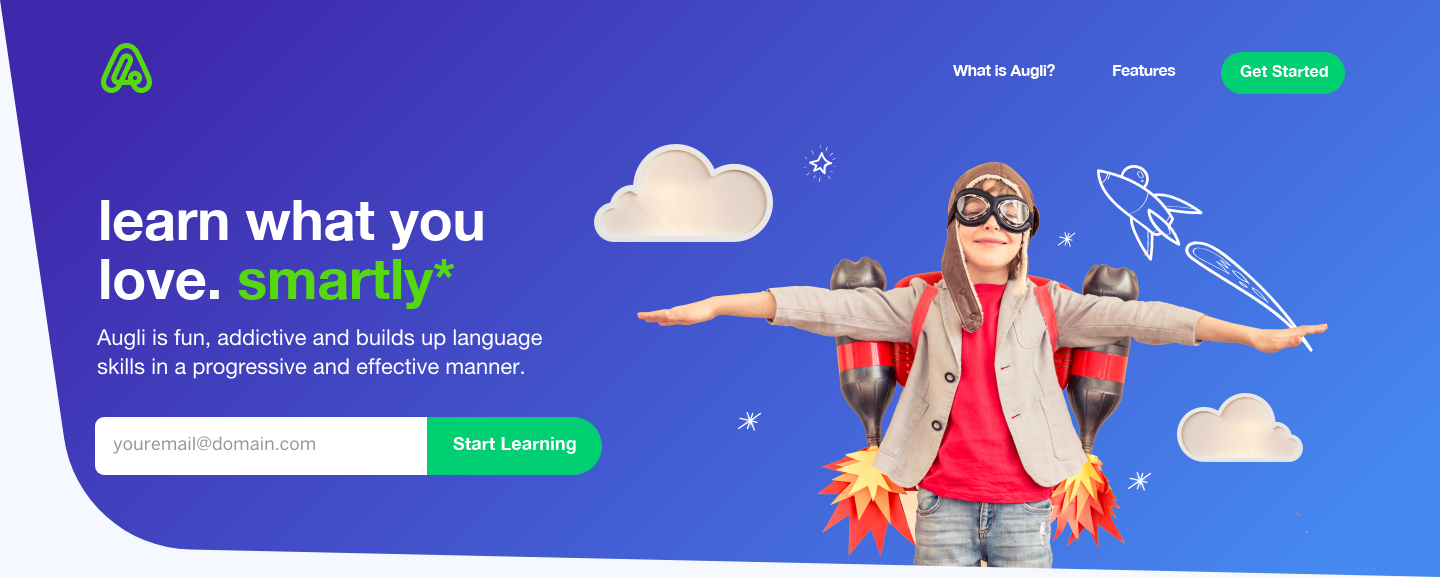 What is Augli?
Features
Get Started
learn what you
love. smartly*
Augli is fun, addictive and builds up language
skills in a progressive and effective manner.
youremail@domain.com
Start Learning